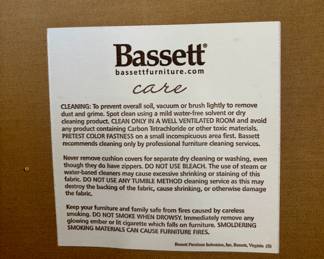 Bassett®
bassettfurniture.com
care
CLEANING: To prevent overall soil, vacuum or brush lightly to remove
dust and grime. Spot clean using a mild water-free solvent or dry
cleaning product. CLEAN ONLY IN A WELL VENTILATED ROOM and avoid
any product containing Carbon Tetrachloride or other toxic materials.
PRETEST COLOR FASTNESS on a small inconspicuous area first. Bassett
recommends cleaning only by professional furniture cleaning services.
Never remove cushion covers for separate dry cleaning or washing, even
though they do have zippers. DO NOT USE BLEACH. The use of steam or
water-based cleaners may cause excessive shrinking or staining of this
fabric. DO NOT USE ANY TUMBLE METHOD cleaning service as this may
destroy the backing of the fabric, cause shrinking, or otherwise damage
the fabric.
Keep your furniture and family safe from fires caused by careless
smoking. DO NOT SMOKE WHEN DROWSY. Immediately remove any
glowing ember or lit cigarette which falls on furniture. SMOLDERING
SMOKING MATERIALS CAN CAUSE FURNITURE FIRES.
Bassett Furniture Industries, Inc, Bassett, Virginia